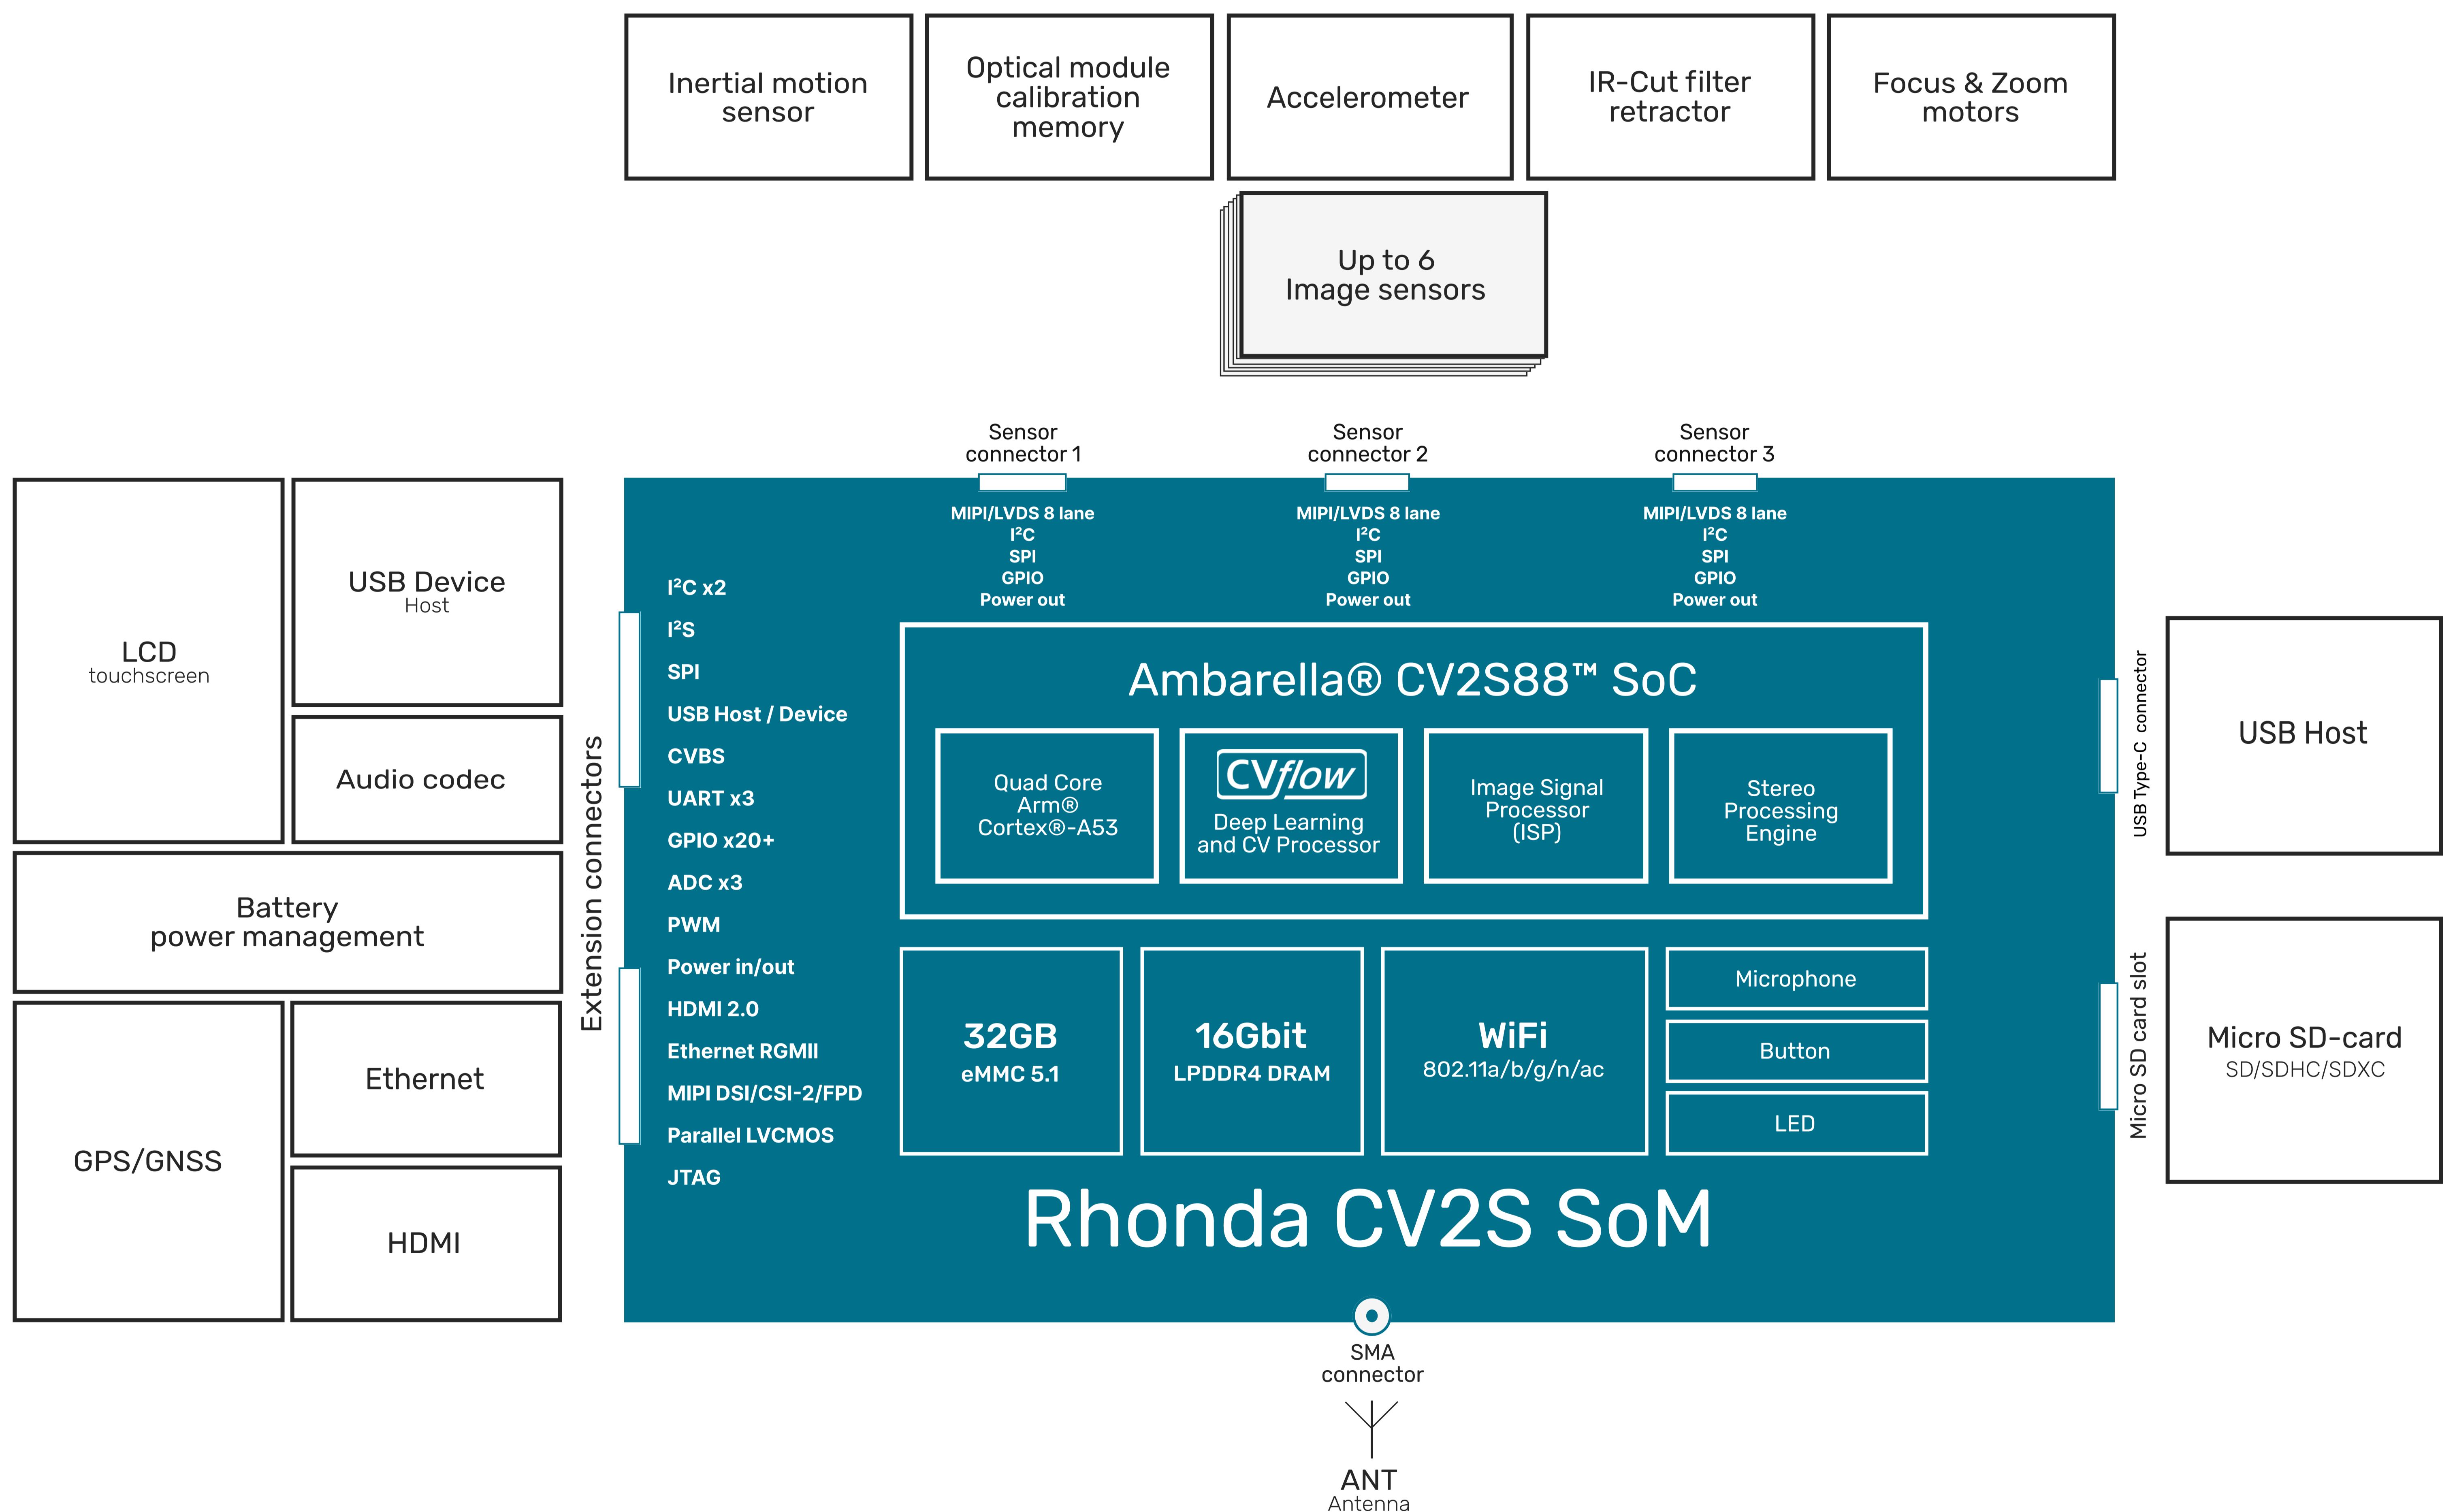 Inertial motion
sensor
Optical module
calibration
memory
Accelerometer
IR-Cut filter
retractor
Focus & Zoom
motors
Up to 6
Image sensors
Sensor
connector 1
Sensor
connector 2
Sensor
connector 3
MIPI/LVDS 8 lane
I²C
SPI
GPIO
Power out
MIPI/LVDS 8 lane
I²C
SPI
GPIO
Power out
MIPI/LVDS 8 lane
I²C
SPI
GPIO
Power out
LCD
touchscreen
USB Device
Host
Audio codec
Battery
power management
GPS/GNSS
Ethernet
HDMI
Extension connectors
I²C x2
I²S
SPI
USB Host / Device
CVBS
UART x3
GPIO x20+
ADC x3
PWM
Power in/out
HDMI 2.0
Ethernet RGMII
MIPI DSI/CSI-2/FPD
Parallel LVCMOS
JTAG
Ambarella® CV2S88™ SoC
Quad Core
Arm®
Cortex®-A53
CVflow
Deep Learning
and CV Processor
Image Signal
Processor
(ISP)
Stereo
Processing
Engine
32GB
eMMC 5.1
16Gbit
LPDDR4 DRAM
WiFi
802.11a/b/g/n/ac
Microphone
Button
LED
Rhonda CV2S SoM
USB Type-C connector
USB Host
Micro SD card slot
Micro SD-card
SD/SDHC/SDXC
SMA
connector
ANT
Antenna